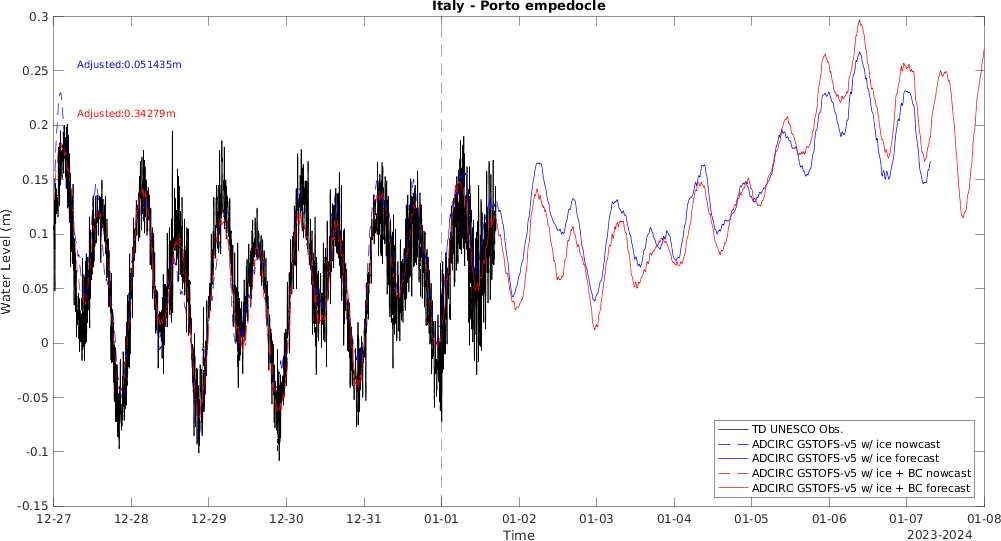 Italy - Porto empedocle
Adjusted:0.051435m
Adjusted:0.34279m
Water Level (m)
0.3
0.25
0.2
0.15
0.1
0.05
0
-0.05
-0.1
-0.15
12-27 12-28 12-29 12-30 12-31 01-01 01-02 01-03 01-04 01-05 01-06 01-07 01-08
Time
2023-2024
TD UNESCO Obs.
ADCIRC GSTOFS-v5 w/ ice nowcast
ADCIRC GSTOFS-v5 w/ ice forecast
ADCIRC GSTOFS-v5 w/ ice + BC nowcast
ADCIRC GSTOFS-v5 w/ ice + BC forecast